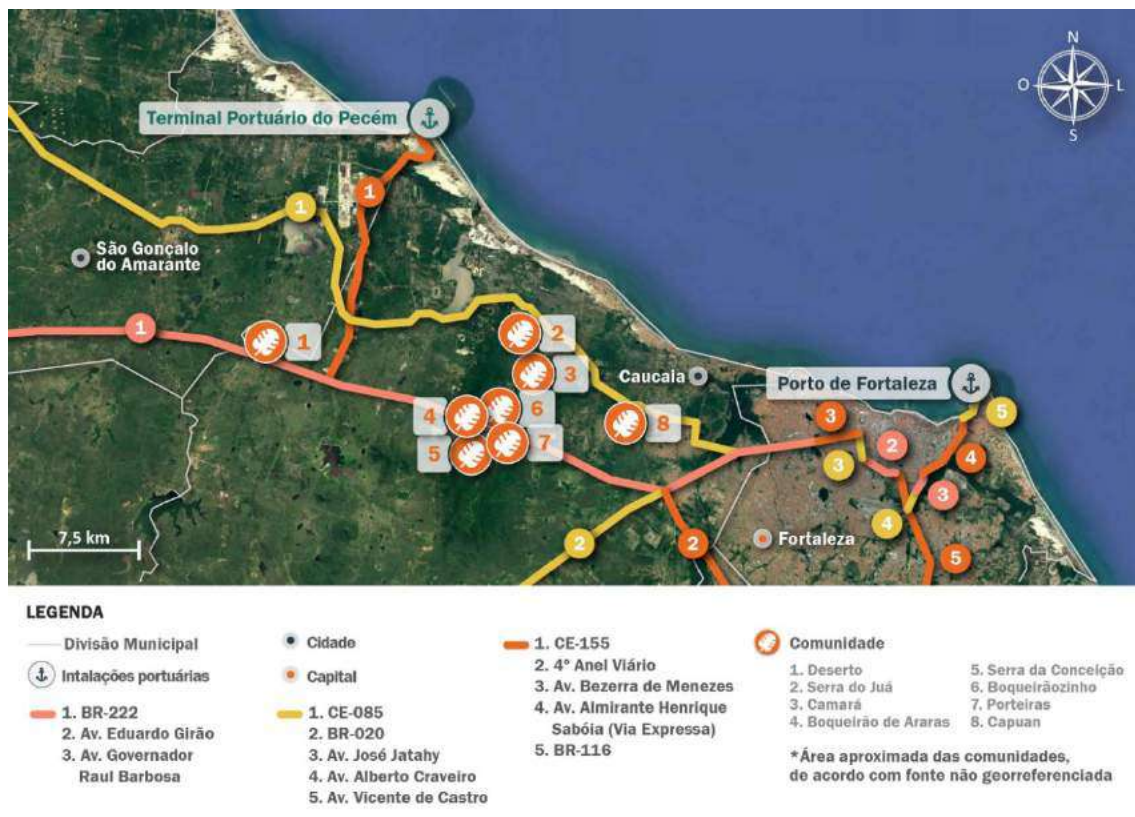 N
O
L
S
Terminal Portuário do Pecém
1
1
São Gonçalo
do Amarante
1
1
2
3
Caucaia
Porto de Fortaleza
4
6
8
3
5
7
5
2
4
3
3
4
2
2
Fortaleza
5
7,5 km
LEGENDA
Divisão Municipal
Intalações portuárias
1. BR-222
2. Av. Eduardo Girão
3. Av. Governador
Raul Barbosa
Cidade
Capital
1. CE-085
2. BR-020
3. Av. José Jatahy
4. Av. Alberto Craveiro
5. Av. Vicente de Castro
1. CE-155
2. 4° Anel Viário
3. Av. Bezerra de Menezes
4. Av. Almirante Henrique
Sabóia (Via Expressa)
5. BR-116
Comunidade
1. Deserto
2. Serra do Juá
3. Camará
4. Boqueirão de Araras
5. Serra da Conceição
6. Boqueirãozinho
7. Porteiras
8. Capuan
*Área aproximada das comunidades,
de acordo com fonte não georreferenciada